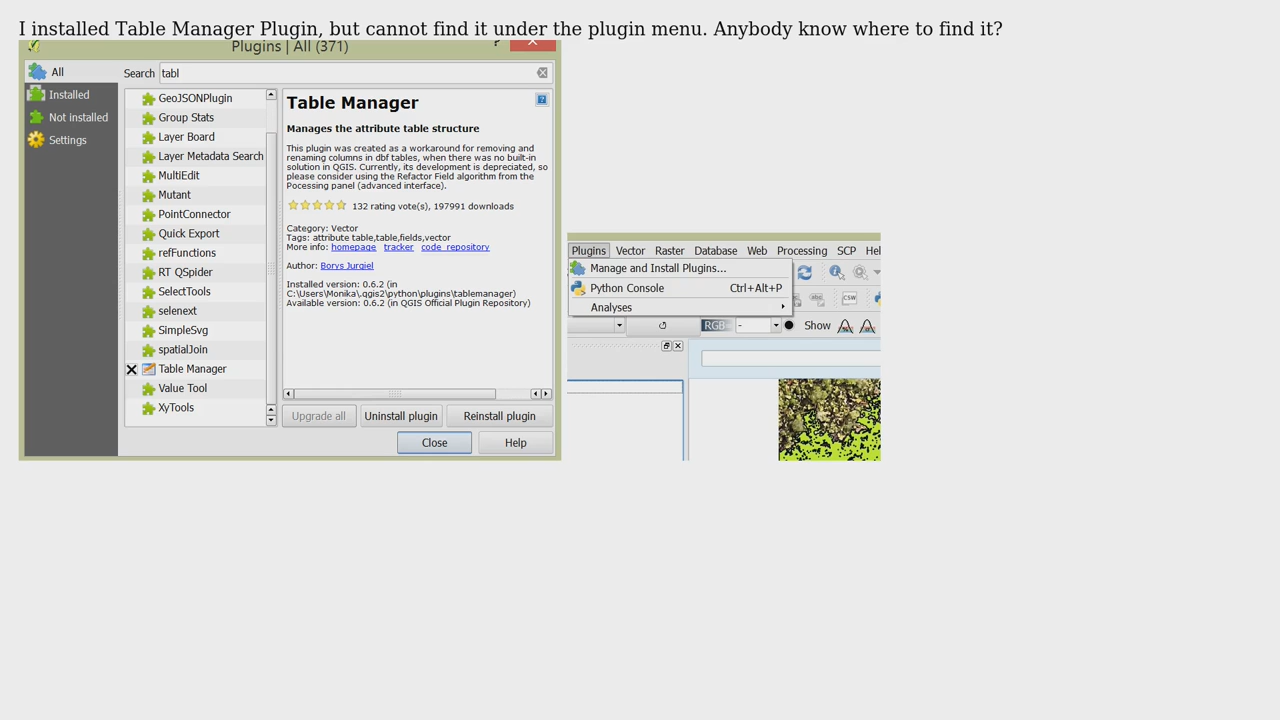 I installed Table Manager Plugin, but cannot find it under the plugin menu. Anybody know where to find it?
Plugins | All (371)
?
All
Installed
Not installed
Settings
Search tabl
GeoJSONPlugin
Group Stats
Layer Board
Layer Metadata Search
MultiEdit
Mutant
PointConnector
Quick Export
refFunctions
RT QSpider
SelectTools
selenext
SimpleSvg
spatialJoin
Table Manager
Value Tool
XyTools
Table Manager
Manages the attribute table structure
This plugin was created as a workaround for removing and
renaming columns in dbf tables, when there was no built-in
solution in QGIS. Currently, its development is depreciated, so
please consider using the Refactor Field algorithm from the
Pocessing panel (advanced interface).
132 rating vote(s), 197991 downloads
Category: Vector
Tags: attribute table,table,fields,vector
More info: homepage tracker code_repository
Author: Borys Jurgiel
Installed version: 0.6.2 (in
C:\Users\Monika\.qgis2\python\plugins\tablemanager)
Available version: 0.6.2 (in QGIS Official Plugin Repository)
Upgrade all Uninstall plugin Reinstall plugin
Close Help
Plugins Vector Raster Database Web Processing SCP Hel
Manage and Install Plugins...
Python Console Ctrl+Alt+P
Analyses
abc CSW
RGB - Show